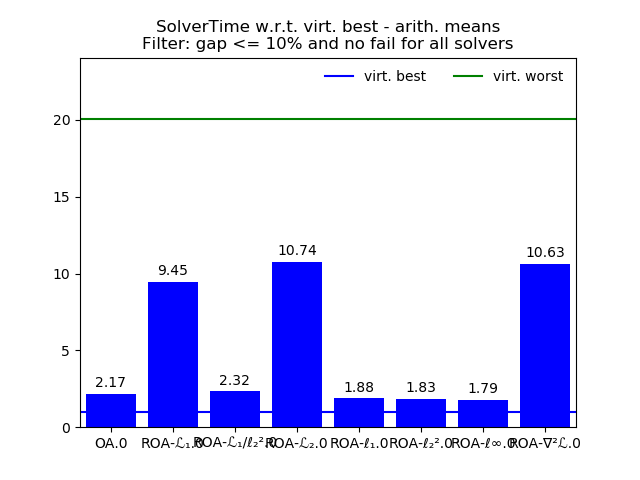 SolverTime w.r.t. virt. best - arith. means
Filter: gap <= 10% and no fail for all solvers
virt. best
virt. worst
20
15
10
5
0
2.17
9.45
2.32
10.74
1.88
1.83
1.79
10.63
OA.0
ROA-ℒ₁.0
ROA-ℒ₁/ℓ₂².0
ROA-ℒ₂.0
ROA-ℓ₁.0
ROA-ℓ₂².0
ROA-ℓ∞.0
ROA-∇²ℒ.0